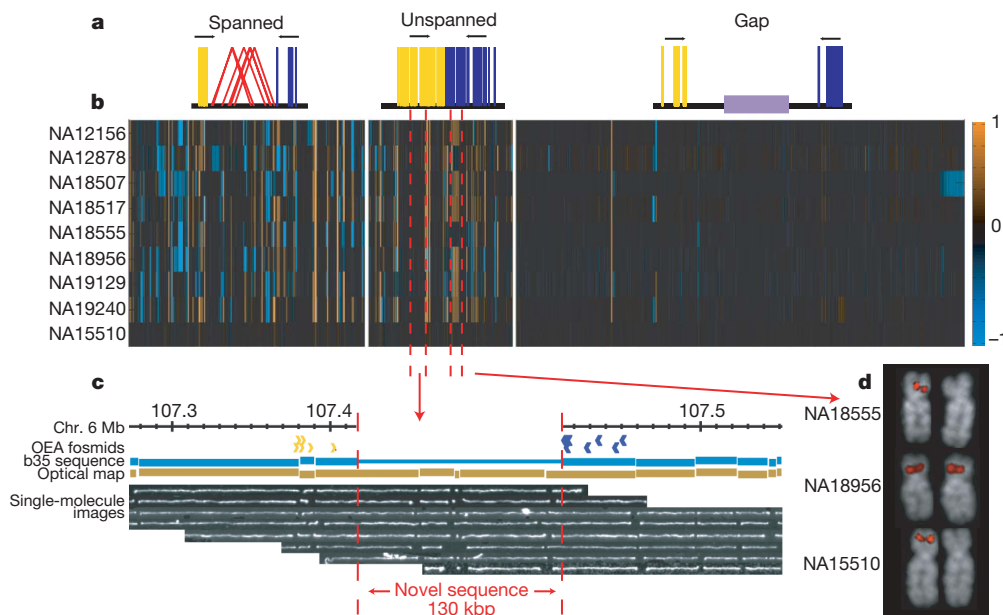 a
Spanned
Unspanned
Gap
b
NA12156
NA12878
NA18507
NA18517
NA18555
NA18956
NA19129
NA19240
NA15510
1
0
−1
c
107.3
107.4
107.5
Chr. 6 Mb
OEA fosmids
b35 sequence
Optical map
Single-molecule
images
Novel sequence
130 kbp
d
NA18555
NA18956
NA15510